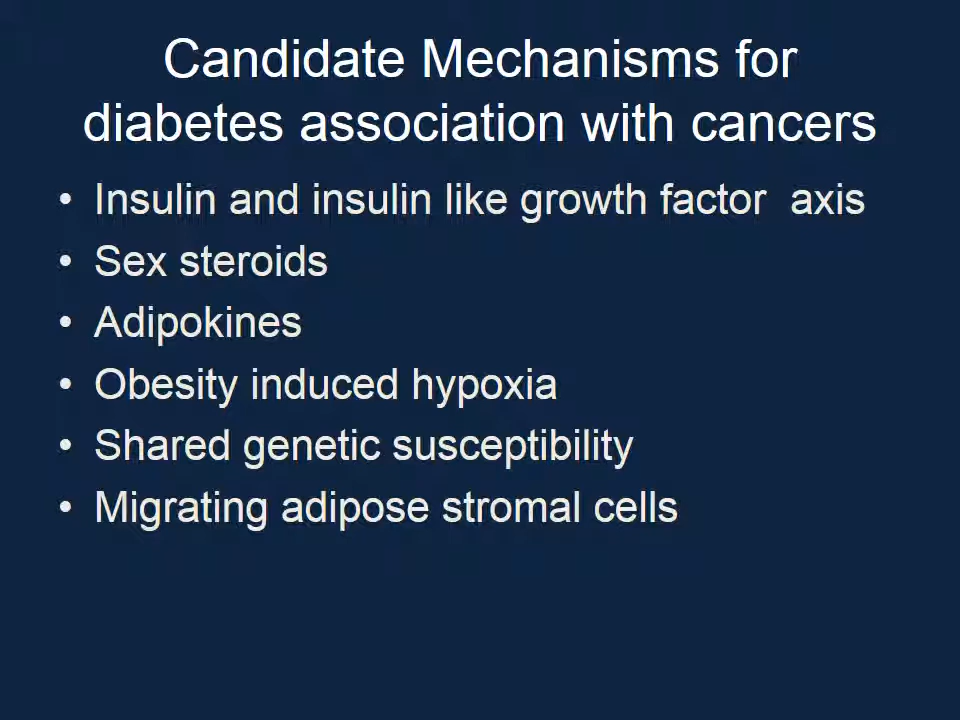 Candidate Mechanisms for
diabetes association with cancers
• Insulin and insulin like growth factor  axis
• Sex steroids
• Adipokines
• Obesity induced hypoxia
• Shared genetic susceptibility
• Migrating adipose stromal cells